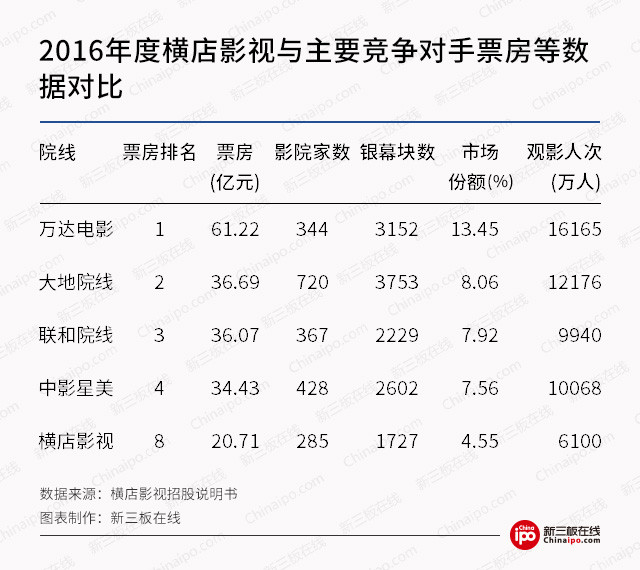 2016年度横店影视与主要竞争对手票房等数
据对比
院线 票房排名 票房 影院家数 银幕块数 市场 观影人次
(亿元) 份额(%) (万人)
万达电影 1 61.22 344 3152 13.45 16165
大地院线 2 36.69 720 3753 8.06 12176
联和院线 3 36.07 367 2229 7.92 9940
中影星美 4 34.43 428 2602 7.56 10068
横店影视 8 20.71 285 1727 4.55 6100
数据来源：横店影视招股说明书
图表制作：新三板在线
China
ipo
新三板在线
Chinaipo.com